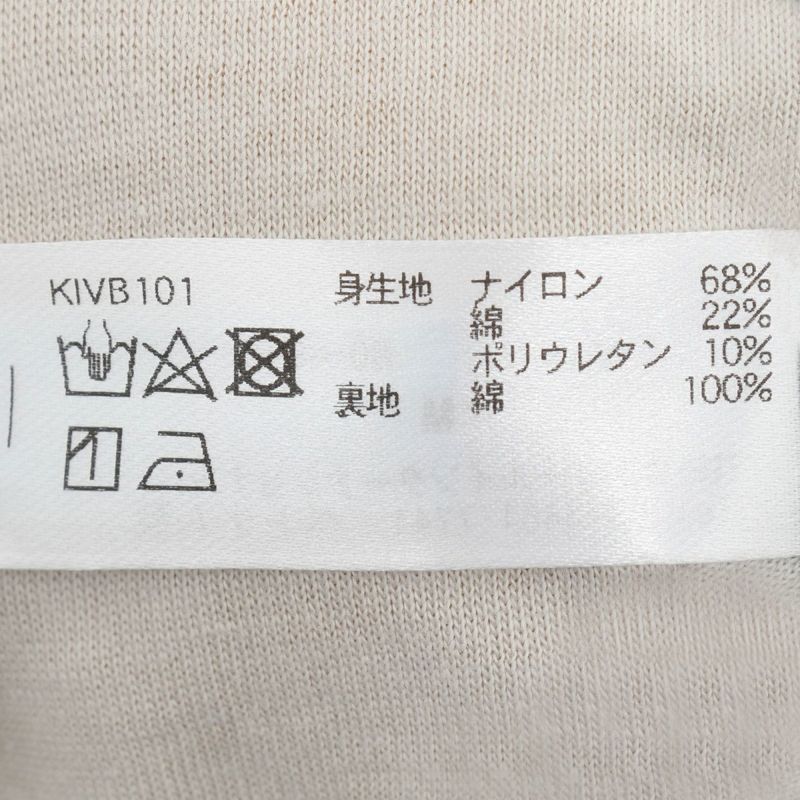 KIVB101
身生地 ナイロン 68%
綿 22%
ポリウレタン 10%
裏地 綿 100%